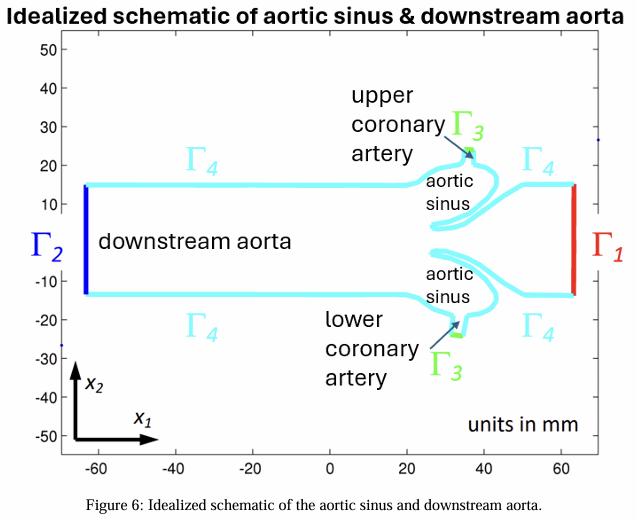 Idealized schematic of aortic sinus & downstream aorta
50
40
30
20
10
-10
-20
-30
-40
-50
-60
-40
-20
0
20
40
60
upper
coronary
artery
Γ3
Γ4
Γ4
aortic
sinus
Γ2
downstream aorta
Γ1
aortic
sinus
Γ4
Γ4
lower
coronary
artery
Γ3
x2
x1
units in mm
Figure 6: Idealized schematic of the aortic sinus and downstream aorta.